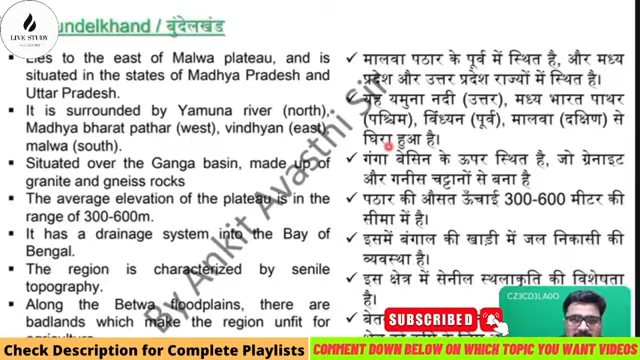 LIVE STUDY
undelkhand / बुंदेलखंड
Lies to the east of Malwa plateau, and is
situated in the states of Madhya Pradesh and
Uttar Pradesh.
It is surrounded by Yamuna river (north),
Madhya bharat pathar (west), vindhyan (east),
malwa (south).
Situated over the Ganga basin, made up of
granite and gneiss rocks
The average elevation of the plateau is in the
range of 300-600m.
It has a drainage system into the Bay of
Bengal.
The region is characterized by senile
topography.
Along the Betwa floodplains, there are
badlands which make the region unfit for
मालवा पठार के पूर्व में स्थित है, और मध्य
प्रदेश और उत्तर प्रदेश राज्यों में स्थित है।
यह यमुना नदी (उत्तर), मध्य भारत पाथर
(पश्चिम), विंध्यन (पूर्व), मालवा (दक्षिण) से
घिरा हुआ है।
गंगा बेसिन के ऊपर स्थित है, जो ग्रेनाइट
और गनीस चट्टानों से बना है
पठार की औसत ऊँचाई 300-600 मीटर की
सीमा में है।
इसमें बंगाल की खाड़ी में जल निकासी की
व्यवस्था है।
इस क्षेत्र में सेनील स्थलाकृति की विशेषता
है।
By Ankit Avasthi Sir
SUBSCRIBED
CZ3CD3LA0O
Check Description for Complete Playlists
COMMENT DOWN BELOW ON WHICH TOPIC YOU WANT VIDEOS